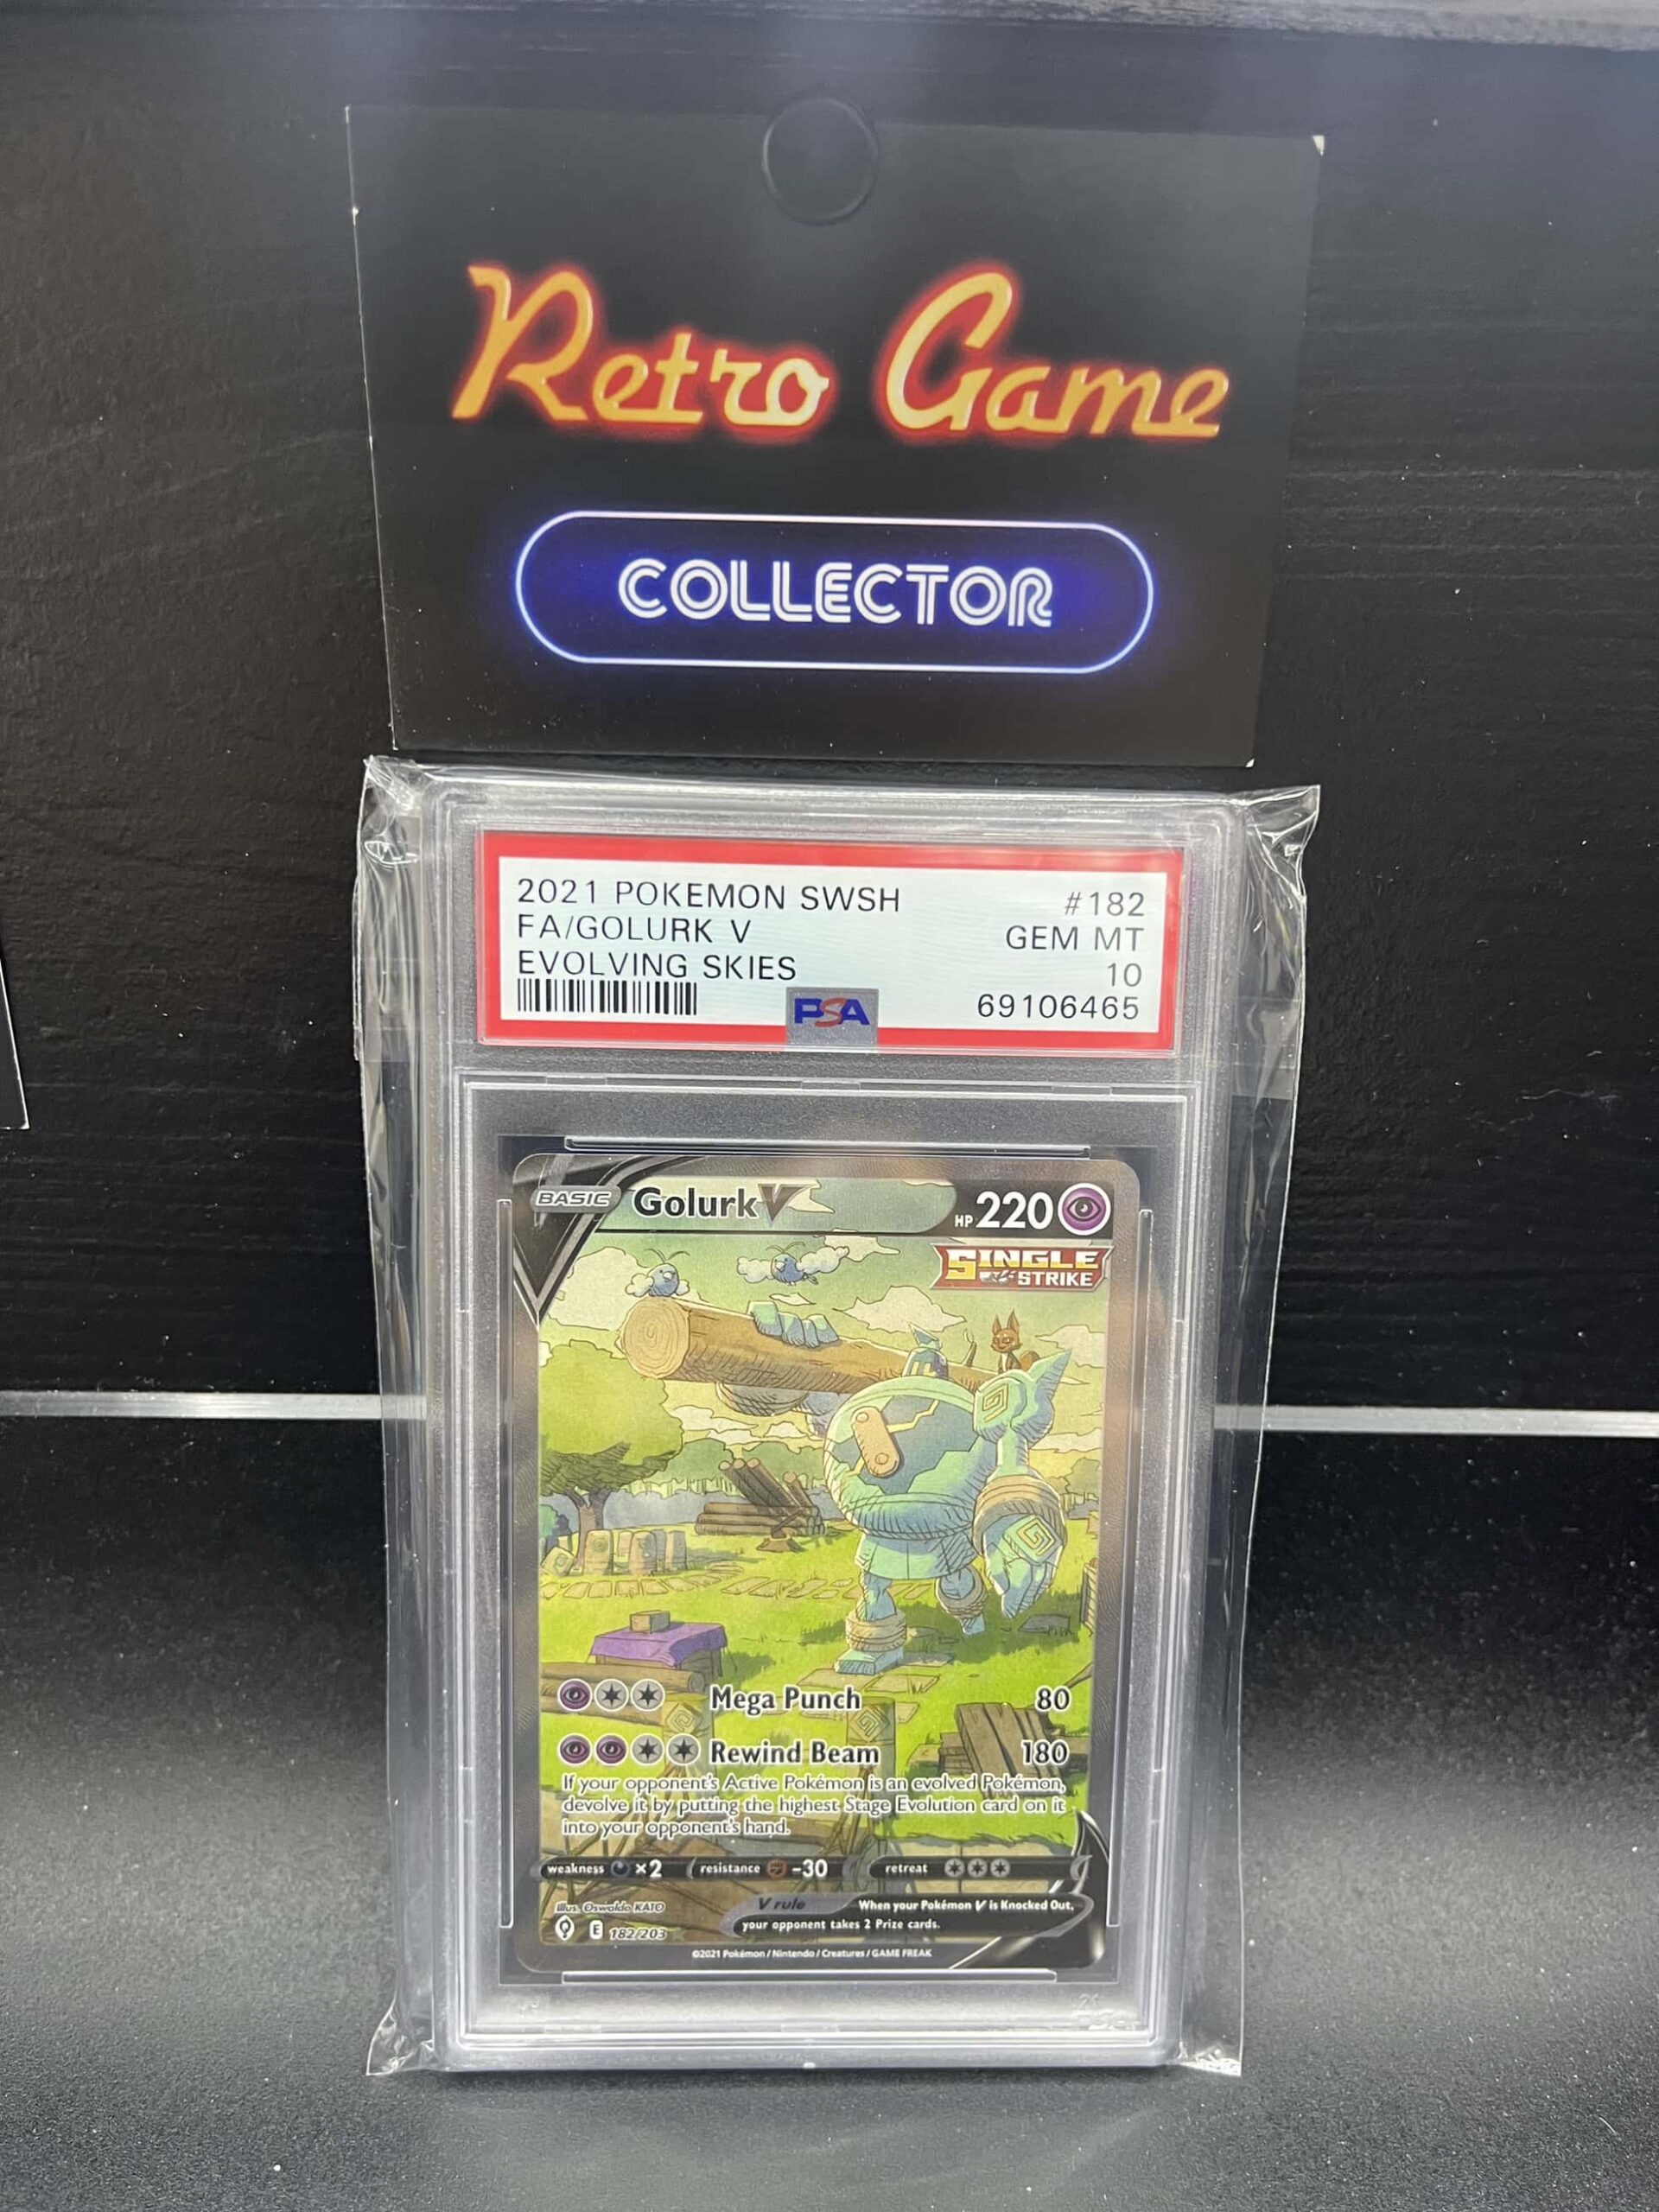 Retro Game
COLLECTOR
2021 POKEMON SWSH #182
FA/GOLURK V GEM MT
EVOLVING SKIES 10
PSA 69106465
BASIC Golurk V HP 220
SINGLE
STRIKE
Mega Punch 80
Rewind Beam 180
If your opponent's Active Pokémon is an evolved Pokémon,
devolve it by putting the highest Stage Evolution card on it
into your opponent's hand.
weakness ×2 resistance -30 retreat
Illus. Oswaldo KATO V rule When your Pokémon V is Knocked Out,
your opponent takes 2 Prize cards.
E 182/203
©2021 Pokémon / Nintendo / Creatures / GAME FREAK